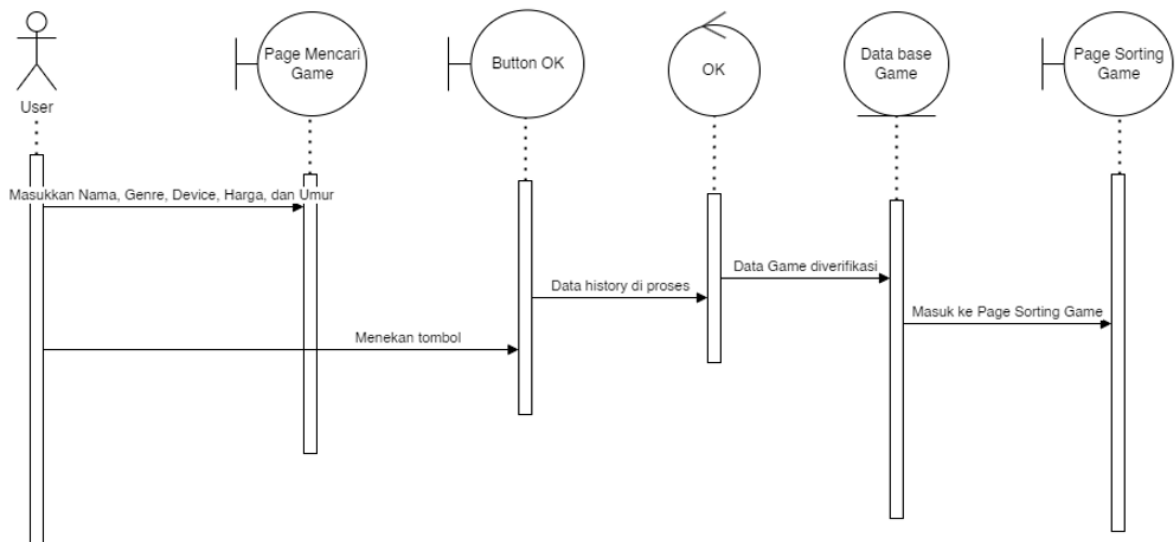 User
Page Mencari
Game
Button OK
OK
Data base
Game
Page Sorting
Game
Masukkan Nama, Genre, Device, Harga, dan Umur
Data Game diverifikasi
Data history di proses
Masuk ke Page Sorting Game
Menekan tombol